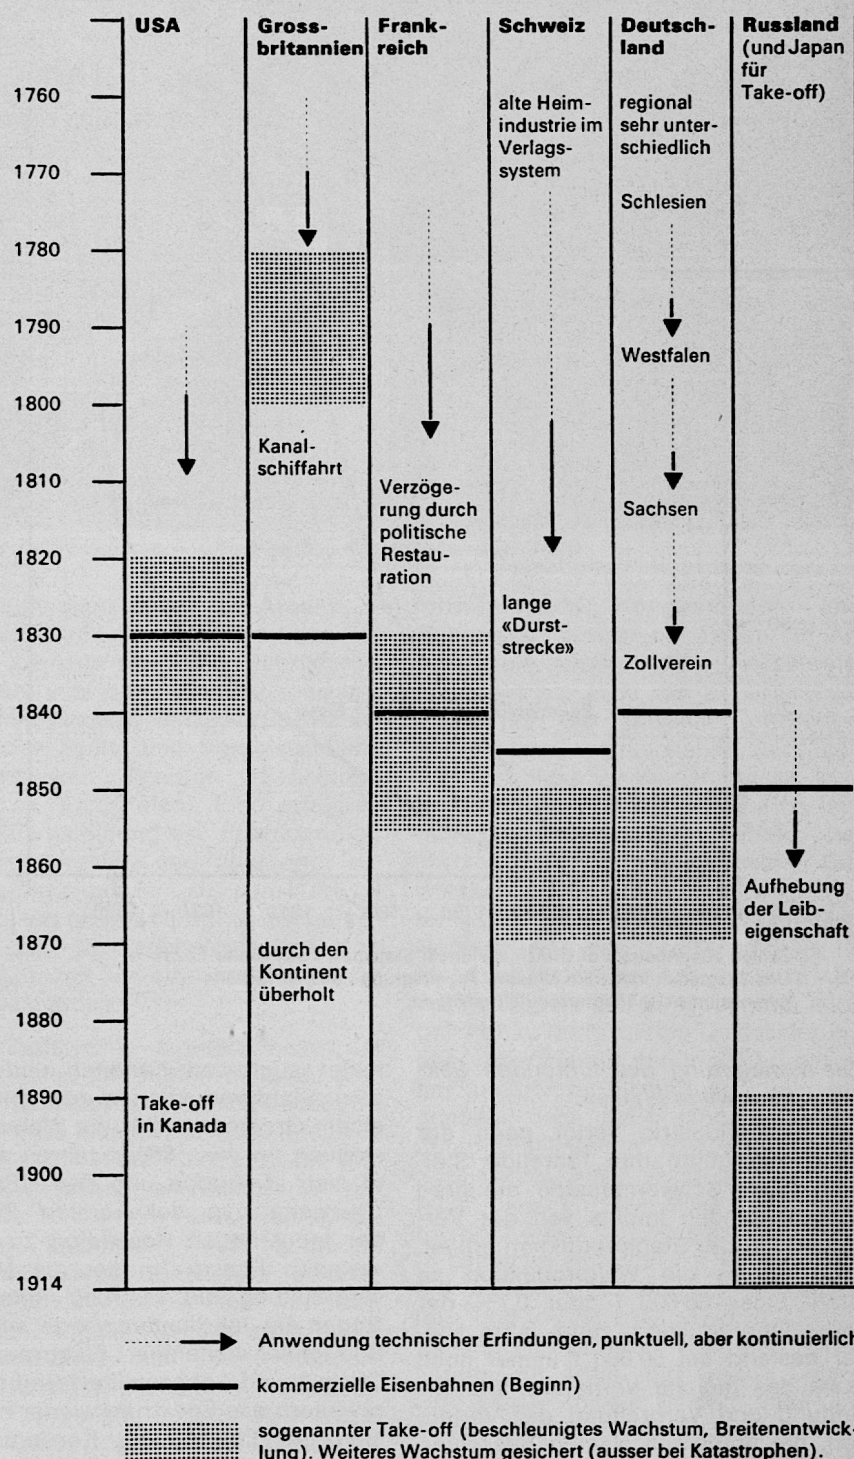 USA
Gross-
britannien
Frank-
reich
Schweiz
Deutsch-
land
Russland
(und Japan
für
Take-off)
1760
1770
1780
1790
1800
1810
1820
1830
1840
1850
1860
1870
1880
1890
1900
1914
Take-off
in Kanada
Kanal-
schiffahrt
durch den
Kontinent
überholt
Verzöge-
rung durch
politische
Restau-
ration
alte Heim-
industrie im
Verlags-
system
lange
«Durst-
strecke»
regional
sehr unter-
schiedlich
Schlesien
Westfalen
Sachsen
Zollverein
Aufhebung
der Leib-
eigenschaft
Anwendung technischer Erfindungen, punktuell, aber kontinuierlich
kommerzielle Eisenbahnen (Beginn)
sogenannter Take-off (beschleunigtes Wachstum, Breitenentwick-
lung). Weiteres Wachstum gesichert (ausser bei Katastrophen).